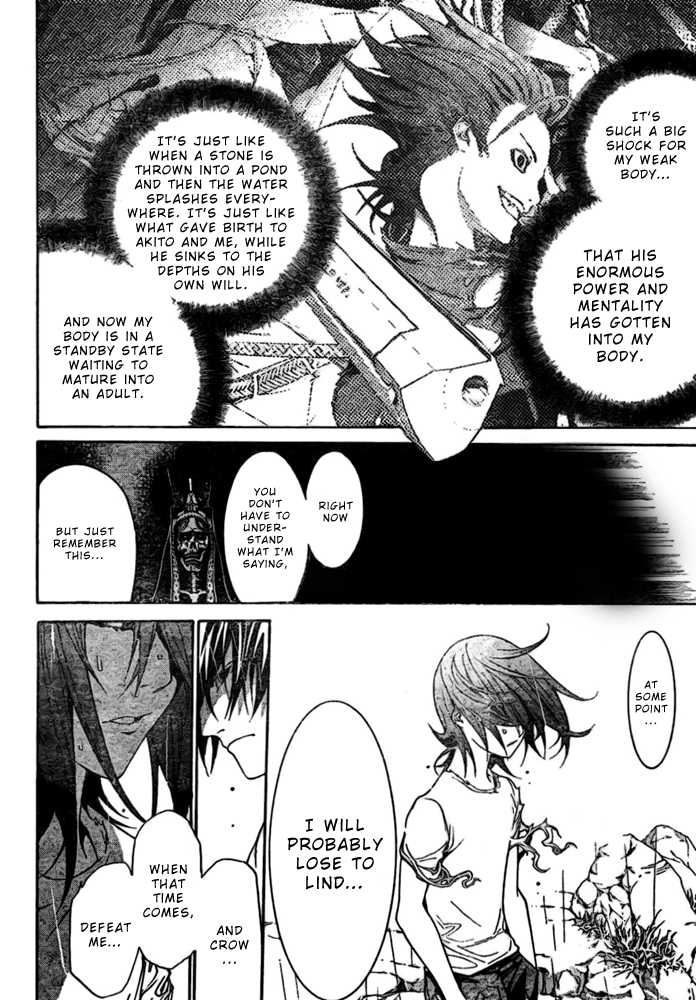 IT'S
SUCH A BIG
SHOCK FOR
MY WEAK
BODY...
THAT HIS
ENORMOUS
POWER AND
MENTALITY
HAS GOTTEN
INTO MY
BODY.
IT'S JUST LIKE
WHEN A STONE IS
THROWN INTO A POND
AND THEN THE WATER
SPLASHES EVERY-
WHERE. IT'S JUST LIKE
WHAT GAVE BIRTH TO
AKITO AND ME, WHILE
HE SINKS TO THE
DEPTHS ON HIS
OWN WILL.
AND NOW MY
BODY IS IN A
STANDBY STATE
WAITING TO
MATURE INTO
AN ADULT.
RIGHT
NOW
YOU
DON'T
HAVE TO
UNDER-
STAND
WHAT I'M
SAYING,
BUT JUST
REMEMBER
THIS...
AT
SOME
POINT
...
I WILL
PROBABLY
LOSE TO
LIND...
AND
CROW
...
WHEN
THAT
TIME
COMES,
DEFEAT
ME...